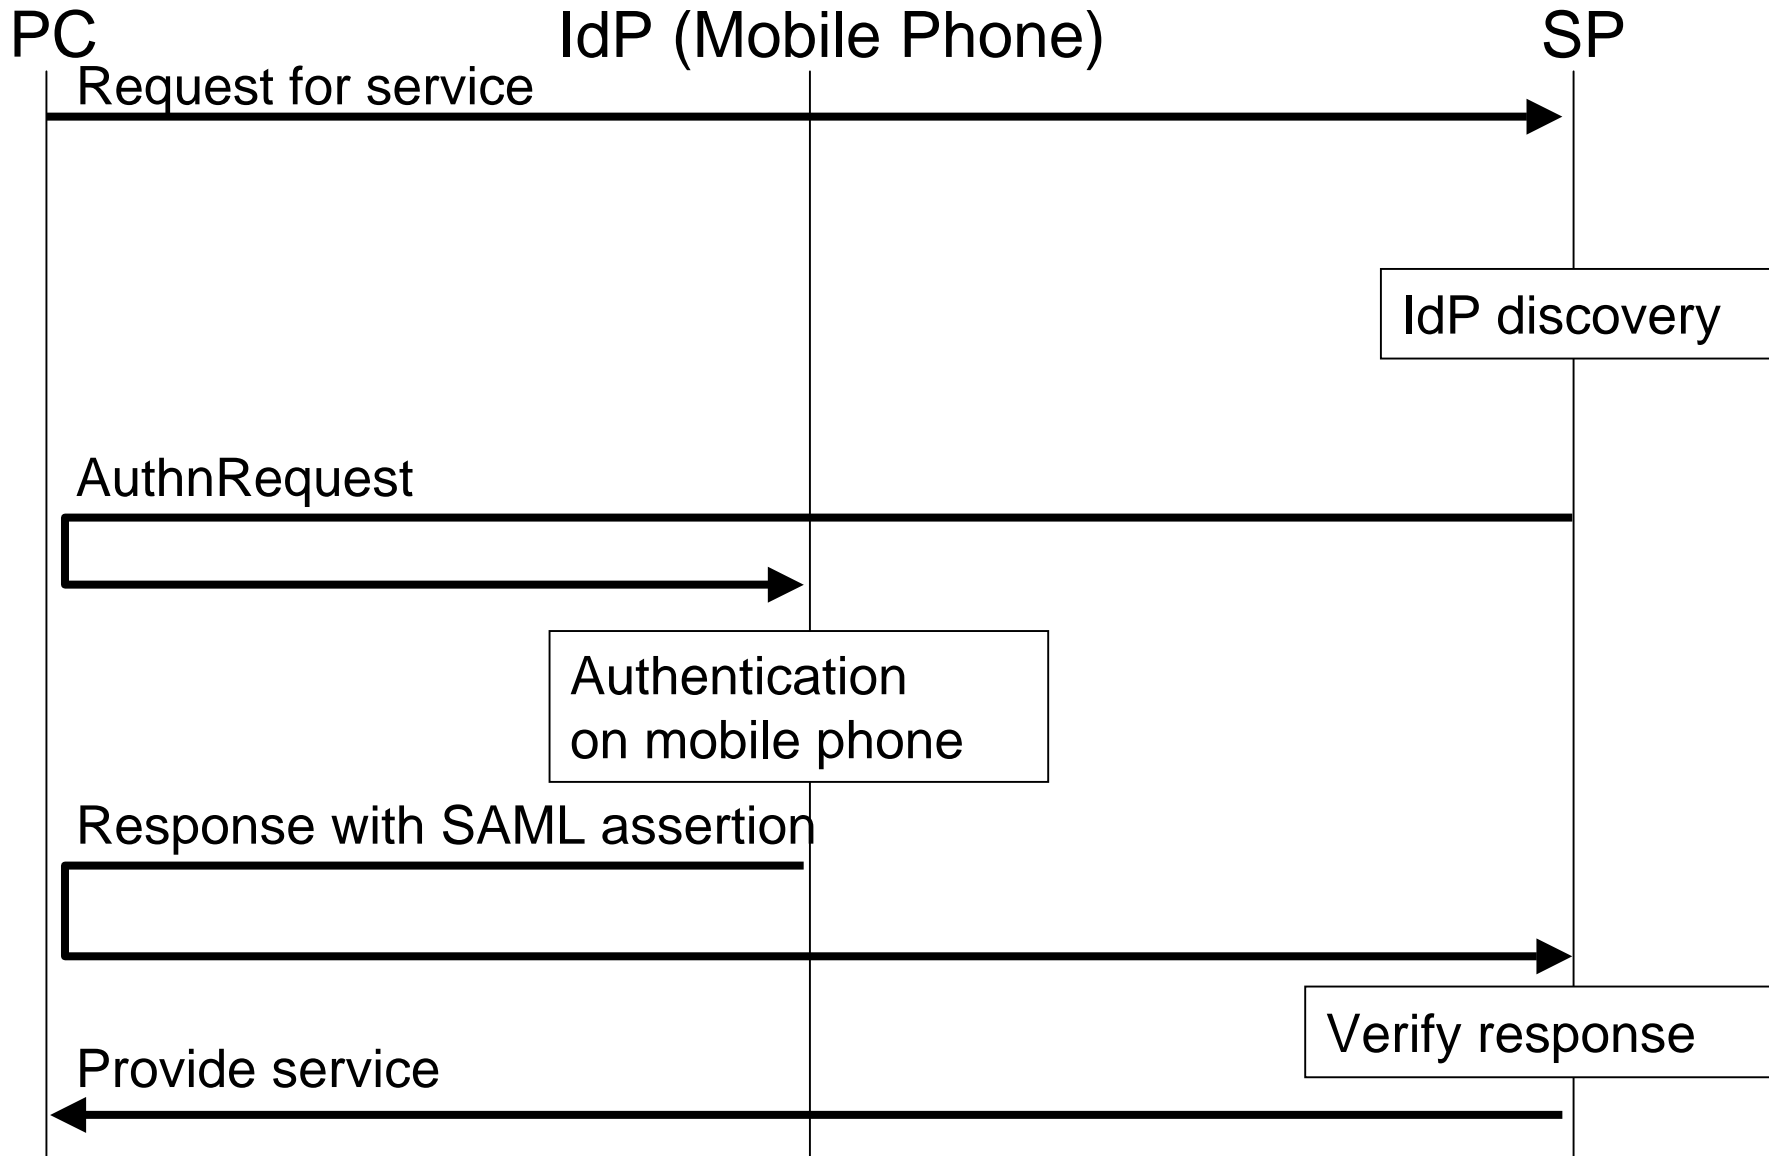 PC
IdP (Mobile Phone)
SP
Request for service
IdP discovery
AuthnRequest
Authentication
on mobile phone
Response with SAML assertion
Verify response
Provide service